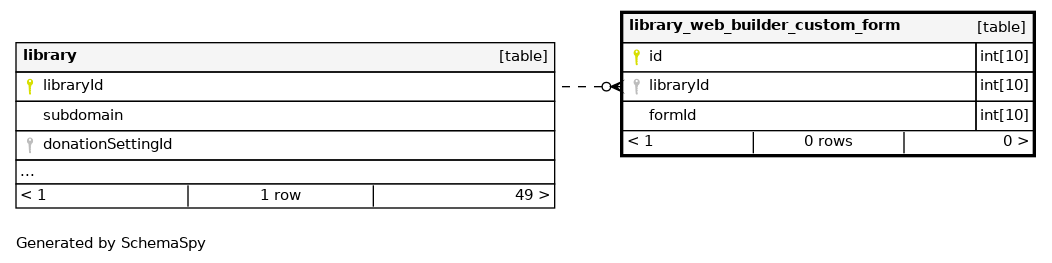 library [table]
libraryId
subdomain
donationSettingId
...
< 1 1 row 49 >
library_web_builder_custom_form [table]
id int[10]
libraryId int[10]
formId int[10]
< 1 0 rows 0 >
Generated by SchemaSpy